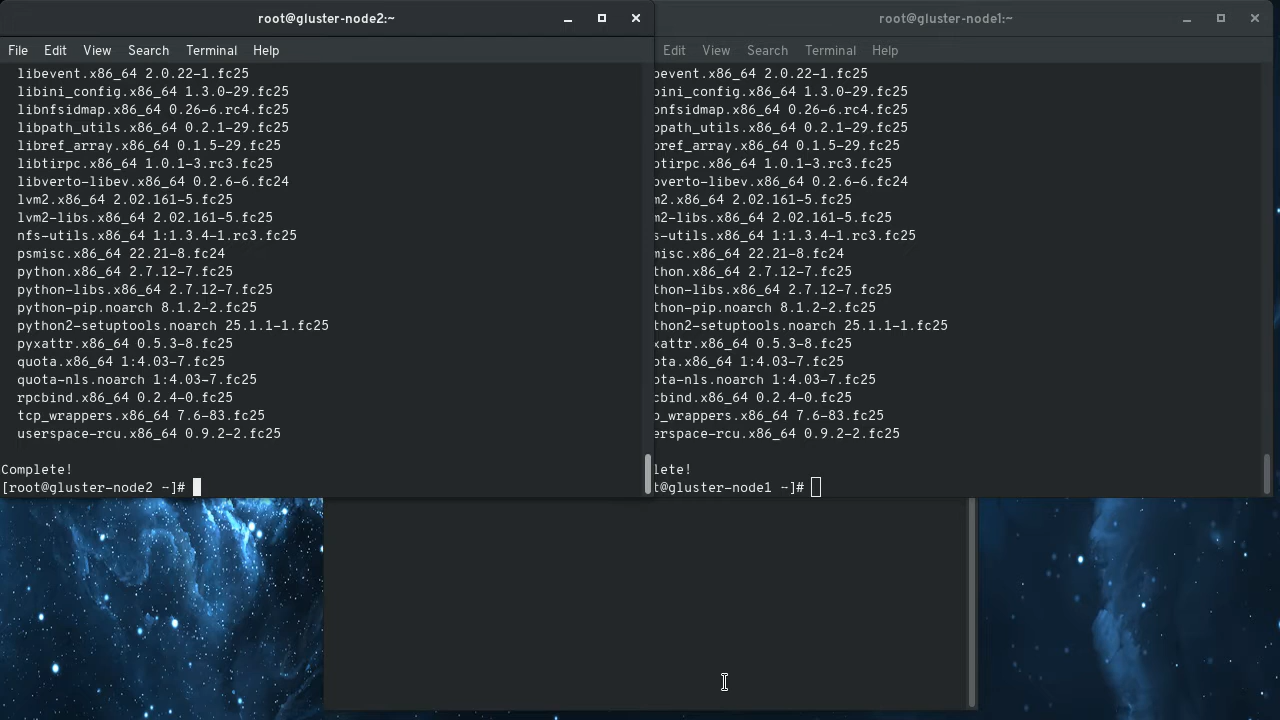 root@gluster-node2:~
File Edit View Search Terminal Help
libevent.x86_64 2.0.22-1.fc25
libini_config.x86_64 1.3.0-29.fc25
libnfsidmap.x86_64 0.26-6.rc4.fc25
libpath_utils.x86_64 0.2.1-29.fc25
libref_array.x86_64 0.1.5-29.fc25
libtirpc.x86_64 1.0.1-3.rc3.fc25
libverto-libev.x86_64 0.2.6-6.fc24
lvm2.x86_64 2.02.161-5.fc25
lvm2-libs.x86_64 2.02.161-5.fc25
nfs-utils.x86_64 1:1.3.4-1.rc3.fc25
psmisc.x86_64 22.21-8.fc24
python.x86_64 2.7.12-7.fc25
python-libs.x86_64 2.7.12-7.fc25
python-pip.noarch 8.1.2-2.fc25
python2-setuptools.noarch 25.1.1-1.fc25
pyxattr.x86_64 0.5.3-8.fc25
quota.x86_64 1:4.03-7.fc25
quota-nls.noarch 1:4.03-7.fc25
rpcbind.x86_64 0.2.4-0.fc25
tcp_wrappers.x86_64 7.6-83.fc25
userspace-rcu.x86_64 0.9.2-2.fc25
Complete!
[root@gluster-node2 ~]#
root@gluster-node1:~
Edit View Search Terminal Help
event.x86_64 2.0.22-1.fc25
ini_config.x86_64 1.3.0-29.fc25
nfsidmap.x86_64 0.26-6.rc4.fc25
path_utils.x86_64 0.2.1-29.fc25
ref_array.x86_64 0.1.5-29.fc25
tirpc.x86_64 1.0.1-3.rc3.fc25
verto-libev.x86_64 0.2.6-6.fc24
2.x86_64 2.02.161-5.fc25
2-libs.x86_64 2.02.161-5.fc25
s-utils.x86_64 1:1.3.4-1.rc3.fc25
misc.x86_64 22.21-8.fc24
thon.x86_64 2.7.12-7.fc25
thon-libs.x86_64 2.7.12-7.fc25
thon-pip.noarch 8.1.2-2.fc25
thon2-setuptools.noarch 25.1.1-1.fc25
xattr.x86_64 0.5.3-8.fc25
ota.x86_64 1:4.03-7.fc25
ota-nls.noarch 1:4.03-7.fc25
cbind.x86_64 0.2.4-0.fc25
p_wrappers.x86_64 7.6-83.fc25
erspace-rcu.x86_64 0.9.2-2.fc25
lete!
t@gluster-node1 ~]#